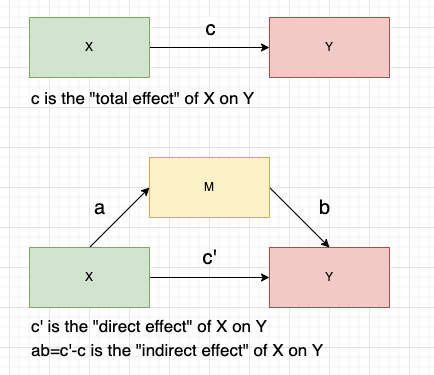 c
X
Y
c is the "total effect" of X on Y
M
a
b
c'
X
Y
c' is the "direct effect" of X on Y
ab=c'-c is the "indirect effect" of X on Y